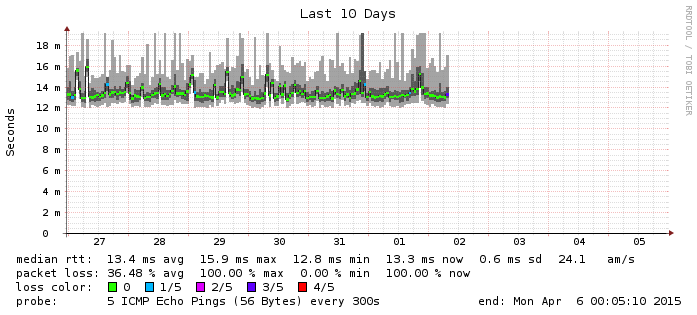 Last 10 Days
RRDTOOL / TOBI OETIKER
Seconds
18 m
16 m
14 m
12 m
10 m
8 m
6 m
4 m
2 m
0
27 28 29 30 31 01 02 03 04 05
median rtt: 13.4 ms avg 15.9 ms max 12.8 ms min 13.3 ms now 0.6 ms sd 24.1 am/s
packet loss: 36.48 % avg 100.00 % max 0.00 % min 100.00 % now
loss color: 0 1/5 2/5 3/5 4/5
probe: 5 ICMP Echo Pings (56 Bytes) every 300s end: Mon Apr 6 00:05:10 2015